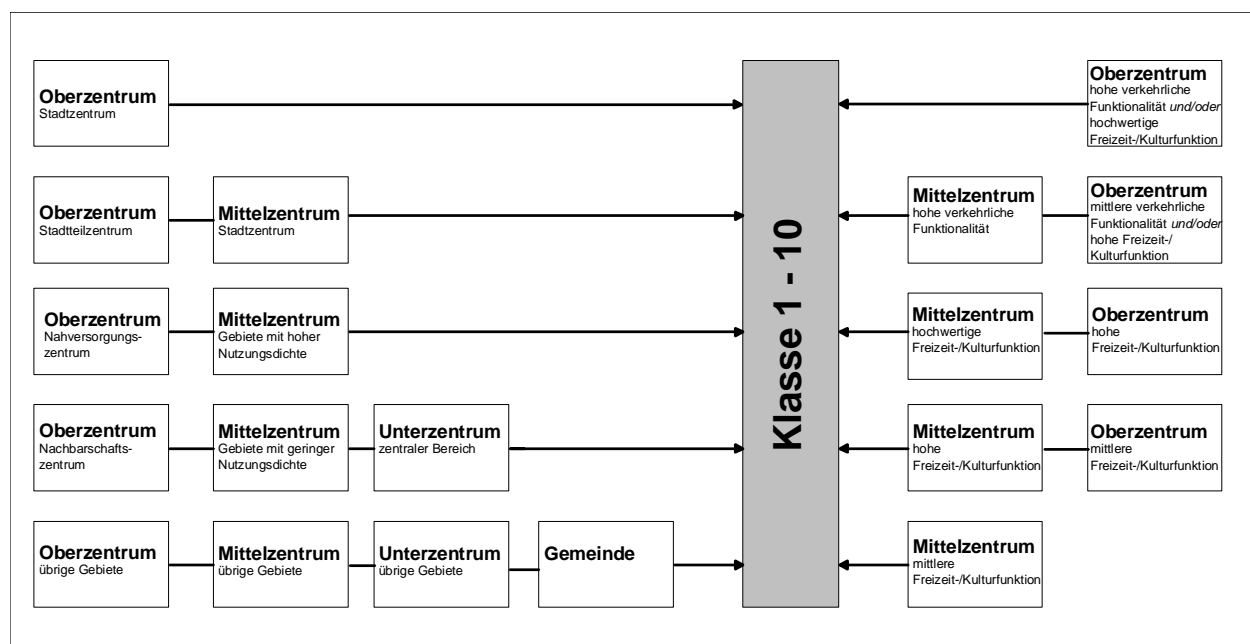 Oberzentrum
Stadtzentrum
Oberzentrum
hohe verkehrliche
Funktionalität und/oder
hochwertige
Freizeit-/Kulturfunktion
Oberzentrum
Stadtteilzentrum
Mittelzentrum
Stadtzentrum
Mittelzentrum
hohe verkehrliche
Funktionalität
Oberzentrum
mittlere verkehrliche
Funktionalität und/oder
hohe Freizeit-/
Kulturfunktion
Klasse 1 - 10
Oberzentrum
Nahversorgungs-
zentrum
Mittelzentrum
Gebiete mit hoher
Nutzungsdichte
Mittelzentrum
hochwertige
Freizeit-/Kulturfunktion
Oberzentrum
hohe
Freizeit-/Kulturfunktion
Oberzentrum
Nachbarschafts-
zentrum
Mittelzentrum
Gebiete mit geringer
Nutzungsdichte
Unterzentrum
zentraler Bereich
Mittelzentrum
hohe
Freizeit-/Kulturfunktion
Oberzentrum
mittlere
Freizeit-/Kulturfunktion
Oberzentrum
übrige Gebiete
Mittelzentrum
übrige Gebiete
Unterzentrum
übrige Gebiete
Gemeinde
Mittelzentrum
mittlere
Freizeit-/Kulturfunktion